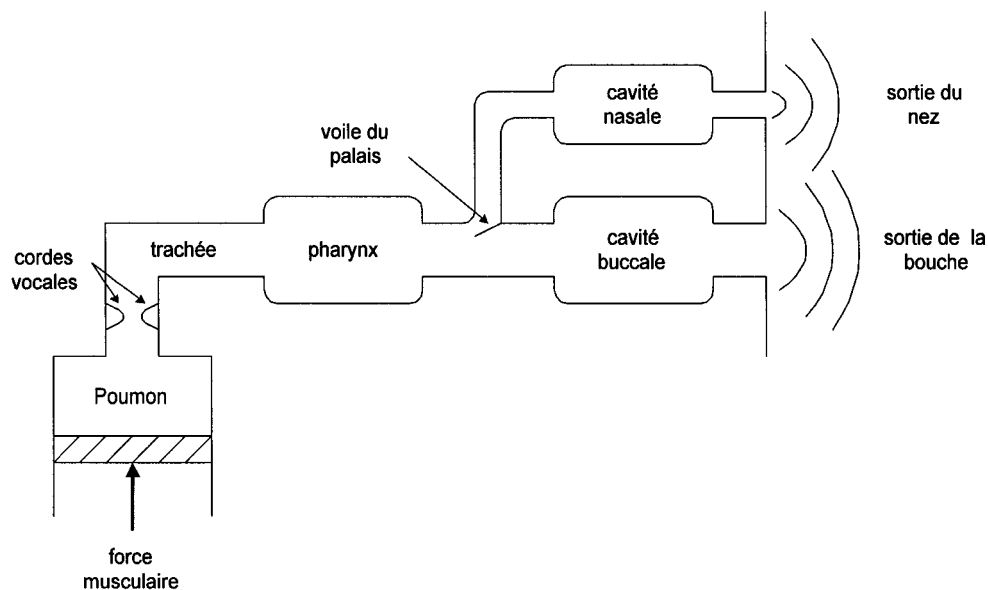 cavité
nasale
sortie du
nez
voile du
palais
cordes
vocales
trachée
pharynx
cavité
buccale
sortie de la
bouche
Poumon
force
musculaire